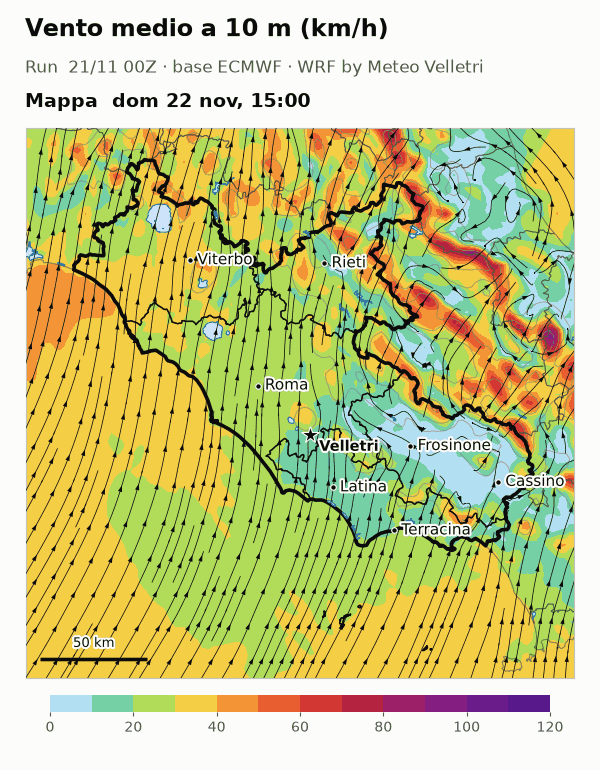 Vento medio a 10 m (km/h)
Run  21/11 00Z · base ECMWF · WRF by Meteo Velletri
Mappa  dom 22 nov, 15:00
Viterbo
Rieti
Roma
Velletri
Frosinone
Cassino
Latina
Terracina
50 km
0 20 40 60 80 100 120